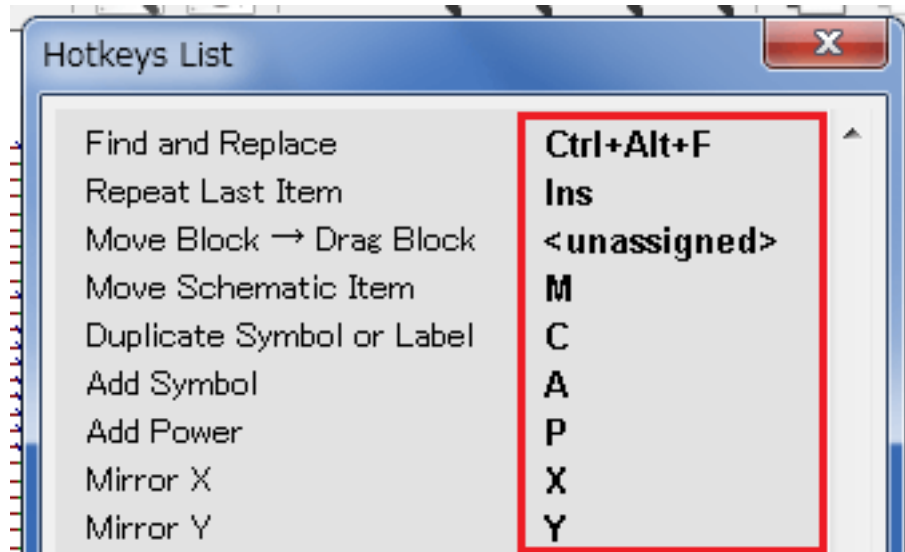 Hotkeys List
Find and Replace Ctrl+Alt+F
Repeat Last Item Ins
Move Block → Drag Block <unassigned>
Move Schematic Item M
Duplicate Symbol or Label C
Add Symbol A
Add Power P
Mirror X X
Mirror Y Y